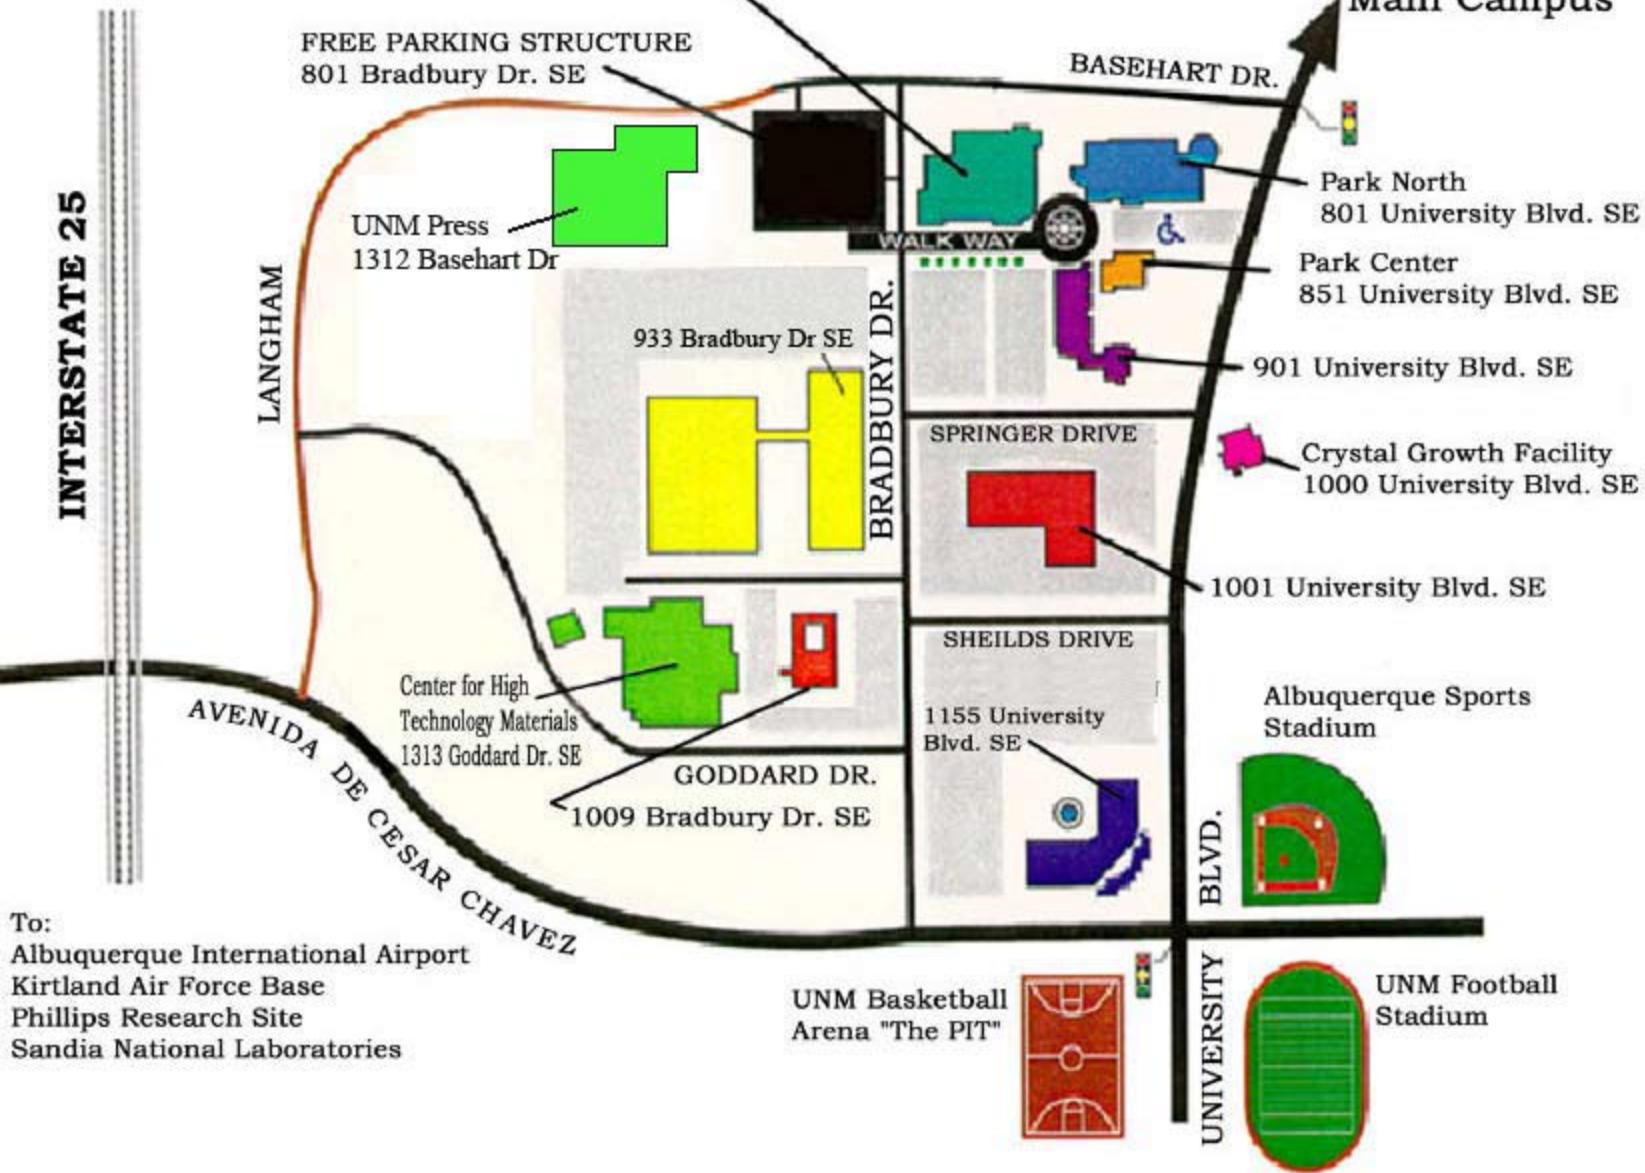 Main Campus
FREE PARKING STRUCTURE
801 Bradbury Dr. SE
BASEHART DR.
Park North
801 University Blvd. SE
UNM Press
1312 Basehart Dr
WALK WAY
Park Center
851 University Blvd. SE
INTERSTATE 25
LANGHAM
933 Bradbury Dr SE
BRADBURY DR.
901 University Blvd. SE
SPRINGER DRIVE
Crystal Growth Facility
1000 University Blvd. SE
1001 University Blvd. SE
SHEILDS DRIVE
Center for High
Technology Materials
1313 Goddard Dr. SE
1155 University
Blvd. SE
Albuquerque Sports
Stadium
AVENIDA DE CESAR CHAVEZ
GODDARD DR.
1009 Bradbury Dr. SE
UNIVERSITY BLVD.
To:
Albuquerque International Airport
Kirtland Air Force Base
Phillips Research Site
Sandia National Laboratories
UNM Basketball
Arena "The PIT"
UNM Football
Stadium